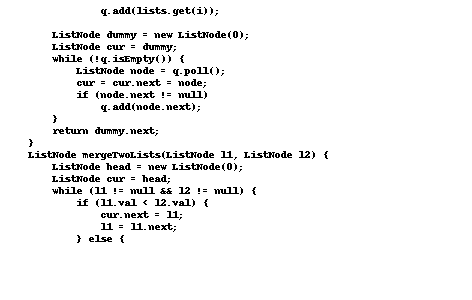 q.add(lists.get(i));
ListNode dummy = new ListNode(0);
ListNode cur = dummy;
while (!q.isEmpty()) {
ListNode node = q.poll();
cur = cur.next = node;
if (node.next != null)
q.add(node.next);
}
return dummy.next;
}
ListNode mergeTwoLists(ListNode l1, ListNode l2) {
ListNode head = new ListNode(0);
ListNode cur = head;
while (l1 != null && l2 != null) {
if (l1.val < l2.val) {
cur.next = l1;
l1 = l1.next;
} else {